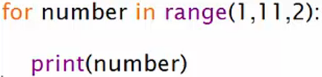 for number in range(1,11,2):
    print(number)